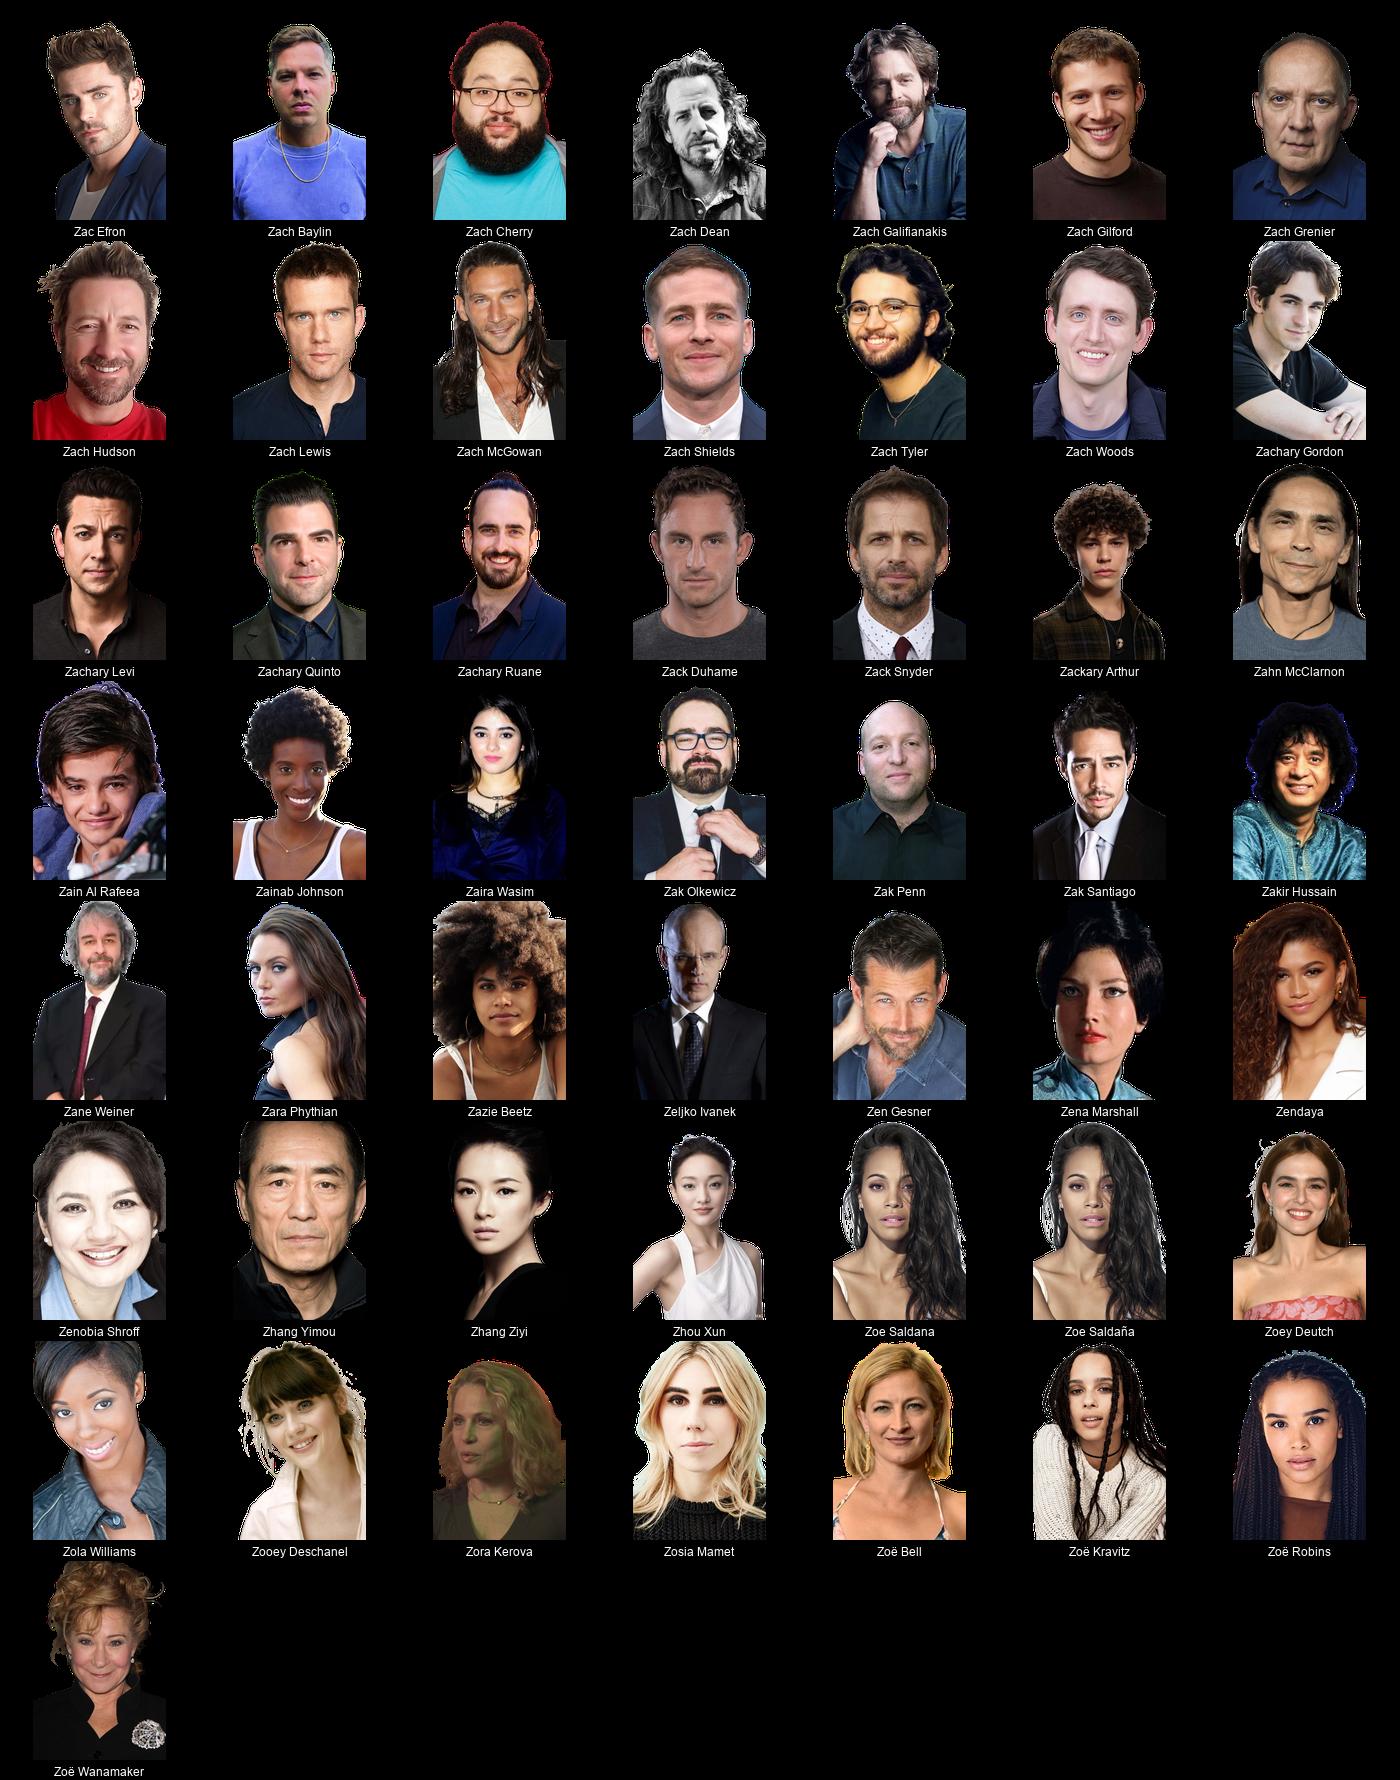 Zac Efron
Zach Baylin
Zach Cherry
Zach Dean
Zach Galifianakis
Zach Gilford
Zach Grenier
Zach Hudson
Zach Lewis
Zach McGowan
Zach Shields
Zach Tyler
Zach Woods
Zachary Gordon
Zachary Levi
Zachary Quinto
Zachary Ruane
Zack Duhame
Zack Snyder
Zackary Arthur
Zahn McClarnon
Zain Al Rafeea
Zainab Johnson
Zaira Wasim
Zak Olkewicz
Zak Penn
Zak Santiago
Zakir Hussain
Zane Weiner
Zara Phythian
Zazie Beetz
Zeljko Ivanek
Zen Gesner
Zena Marshall
Zendaya
Zenobia Shroff
Zhang Yimou
Zhang Ziyi
Zhou Xun
Zoe Saldana
Zoe Saldaña
Zoey Deutch
Zola Williams
Zooey Deschanel
Zora Kerova
Zosia Mamet
Zoë Bell
Zoë Kravitz
Zoë Robins
Zoë Wanamaker